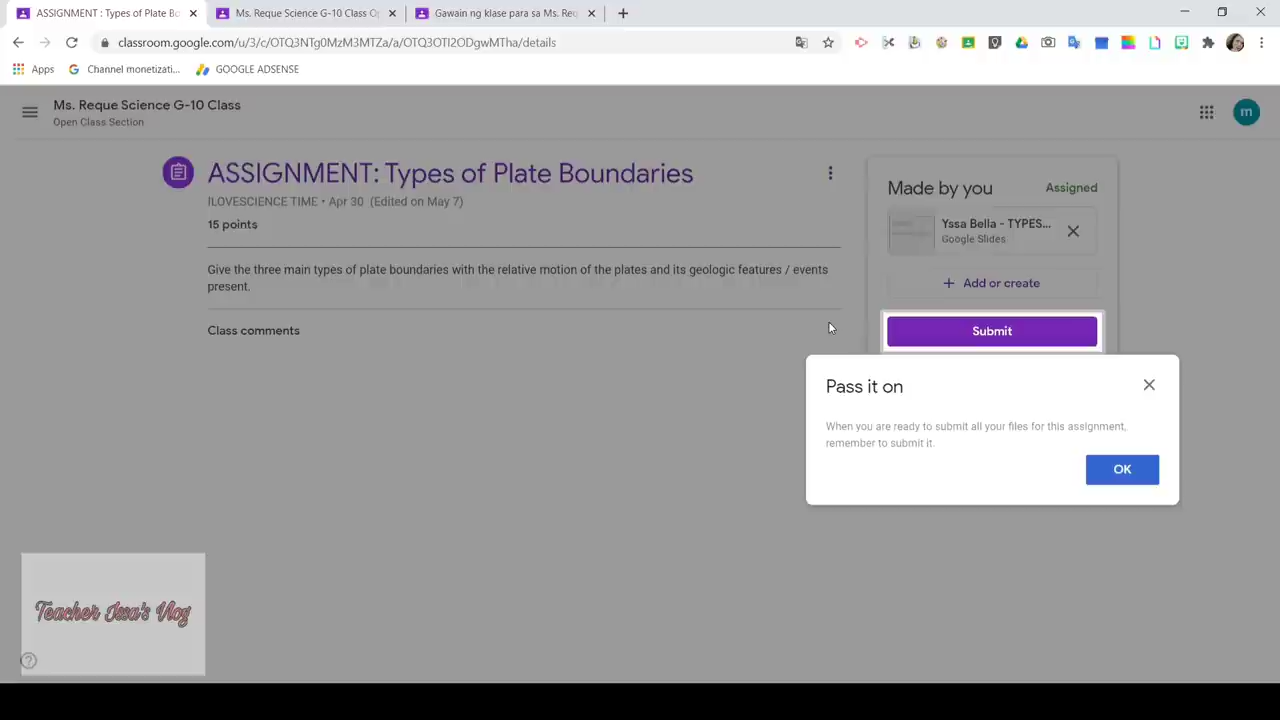 ASSIGNMENT : Types of Plate Bo
Ms. Reque Science G-10 Class Op
Gawain ng klase para sa Ms. Req
classroom.google.com/u/3/c/OTQ3NTg0MzM3MTZa/a/OTQ3OTI2ODgwMTha/details
Apps
Channel monetizati...
GOOGLE ADSENSE
Ms. Reque Science G-10 Class
Open Class Section
m
ASSIGNMENT: Types of Plate Boundaries
ILOVESCIENCE TIME • Apr 30 (Edited on May 7)
15 points
Give the three main types of plate boundaries with the relative motion of the plates and its geologic features / events
present.
Class comments
Made by you
Assigned
Yssa Bella - TYPES...
Google Slides
+ Add or create
Submit
Pass it on
When you are ready to submit all your files for this assignment,
remember to submit it.
OK
Teacher Issa's Vlog